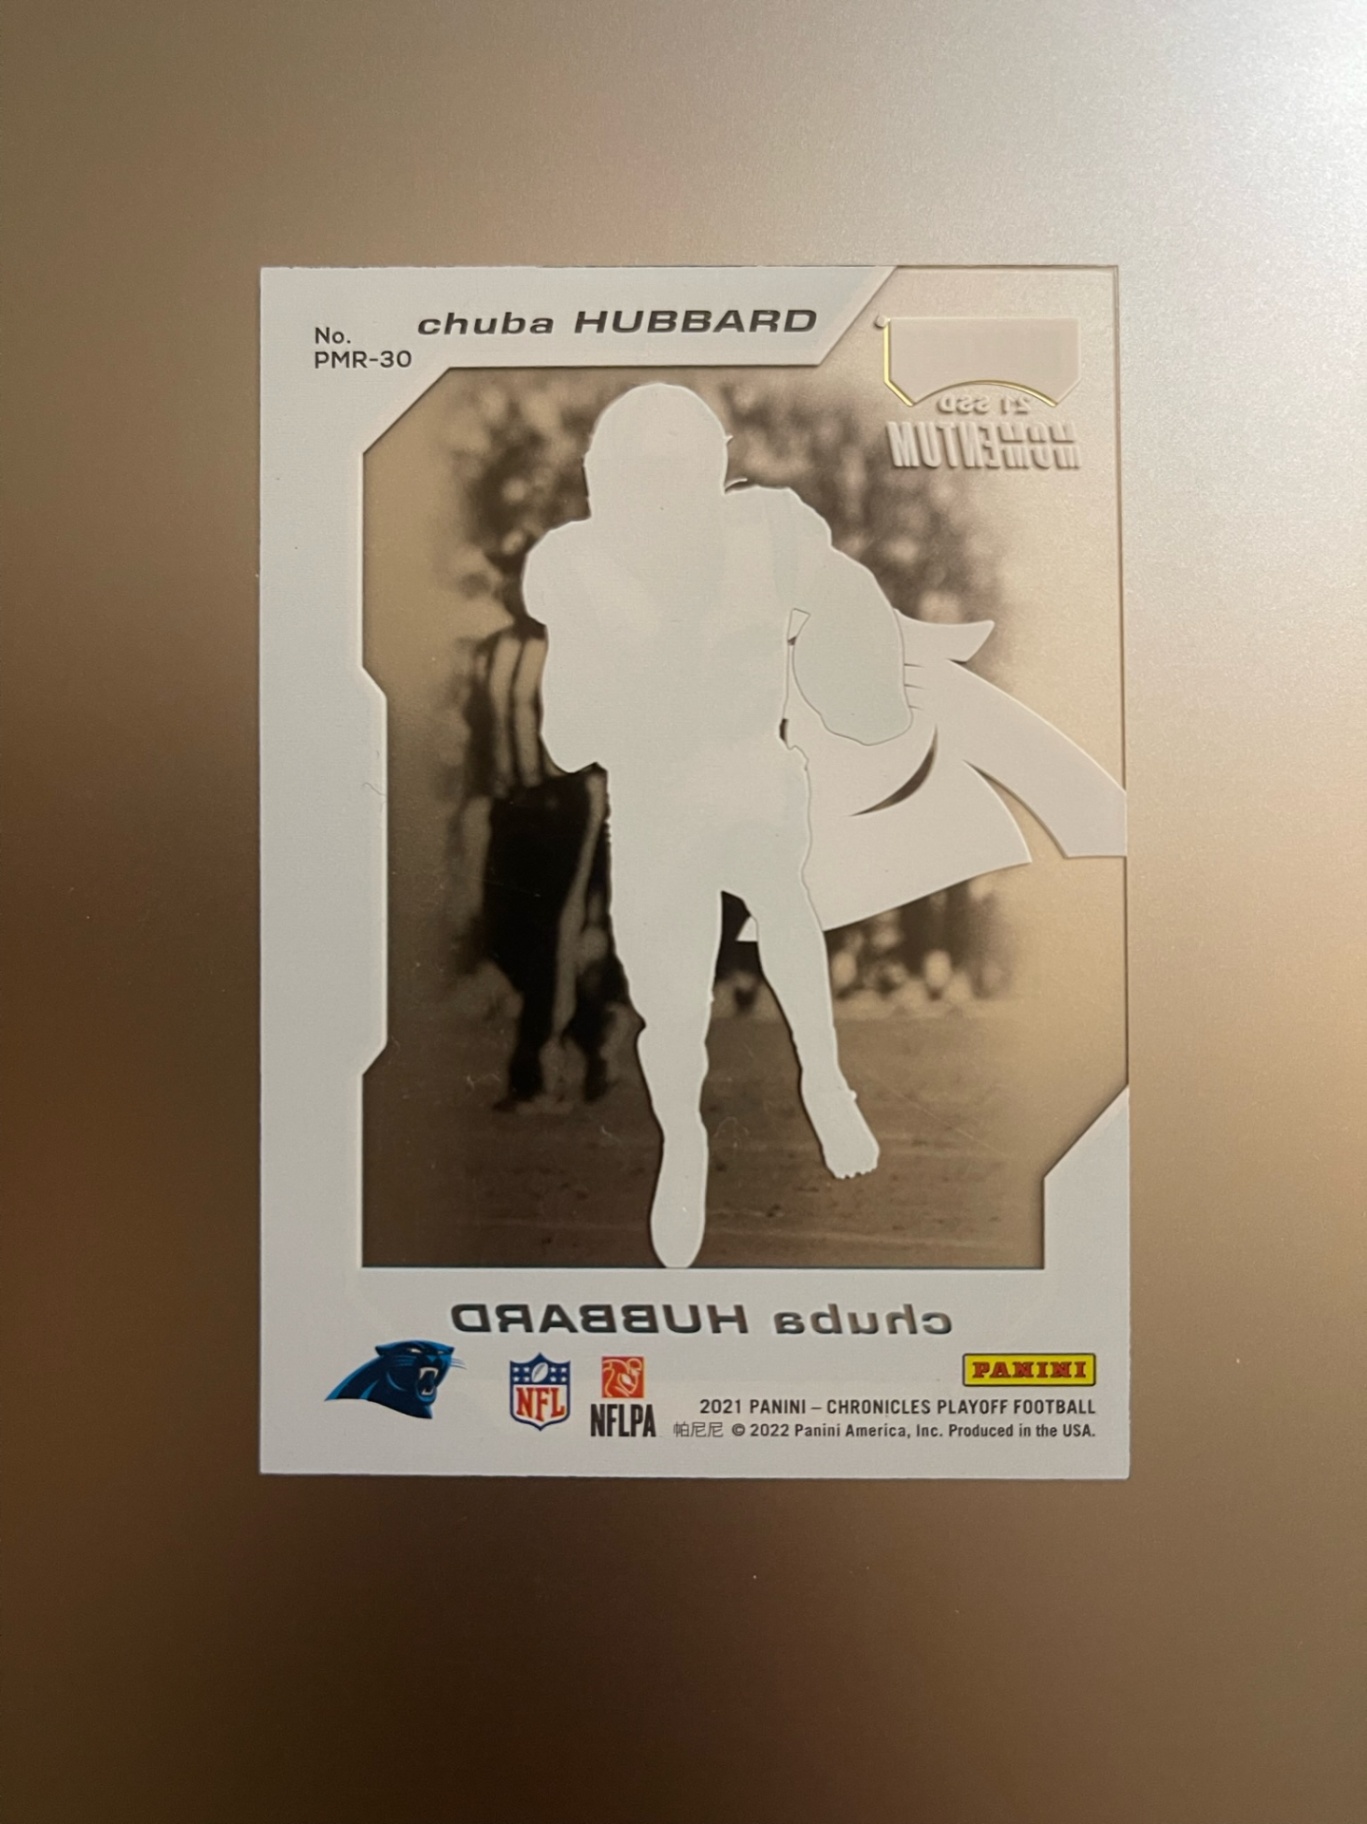 chuba HUBBARD
No.
PMR-30
21 SSD
MOMENTUM
chuba HUBBARD
PANINI
NFL
NFLPA
2021 PANINI – CHRONICLES PLAYOFF FOOTBALL
帕尼尼 © 2022 Panini America, Inc. Produced in the USA.